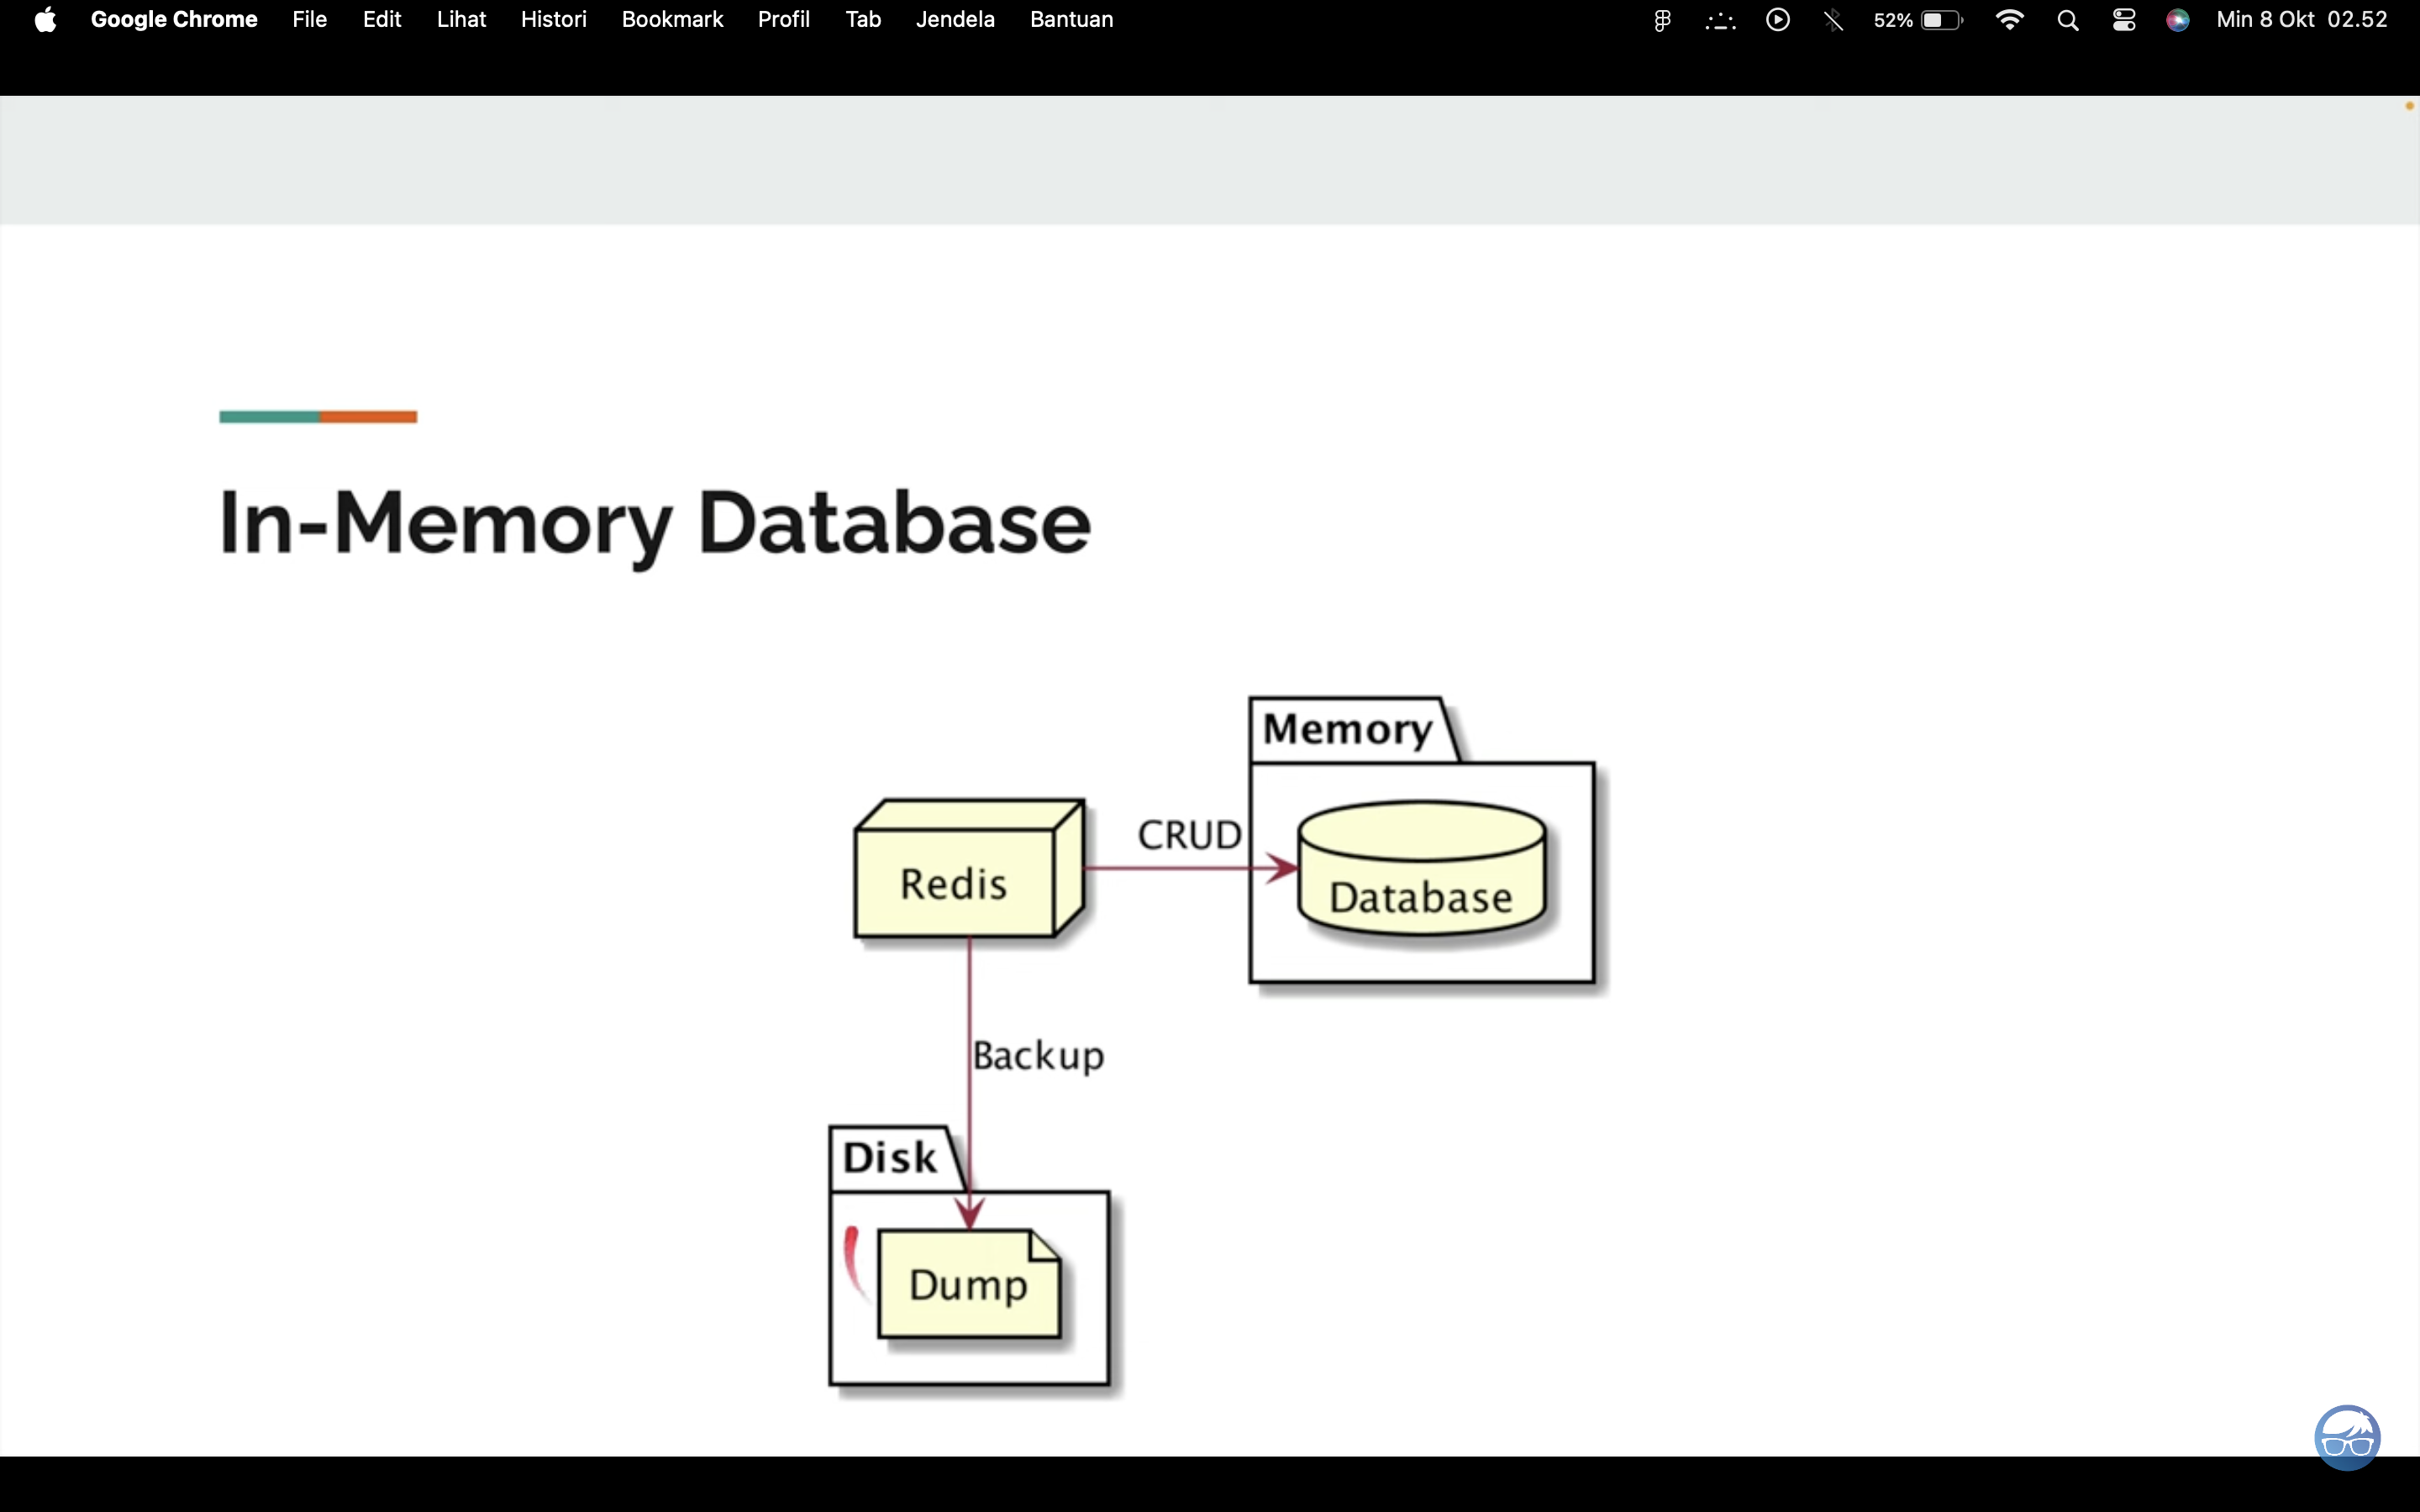 Google Chrome File Edit Lihat Histori Bookmark Profil Tab Jendela Bantuan 52% Min 8 Okt 02.52
In-Memory Database
Memory
CRUD
Redis
Database
Backup
Disk
Dump